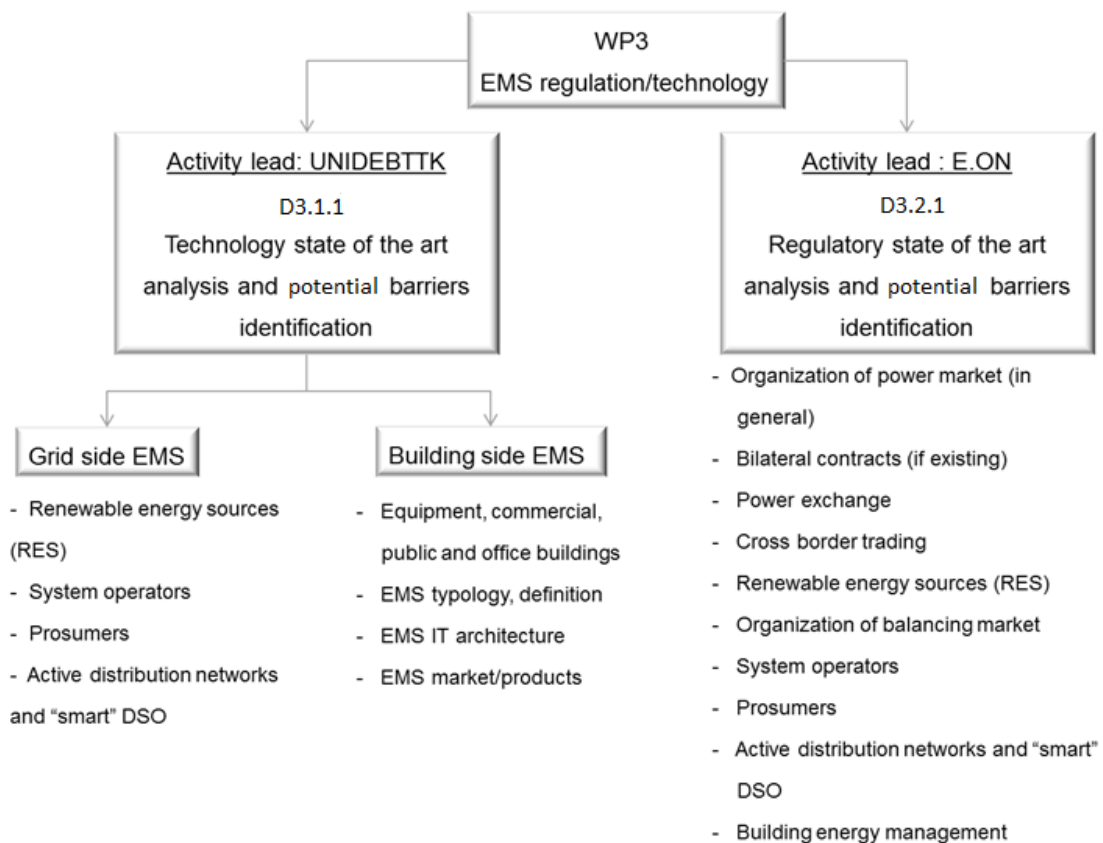 WP3
EMS regulation/technology
Activity lead: UNIDEBTTK
D3.1.1
Technology state of the art
analysis and potential barriers
identification
Activity lead : E.ON
D3.2.1
Regulatory state of the art
analysis and potential barriers
identification
Grid side EMS
- Renewable energy sources
(RES)
- System operators
- Prosumers
- Active distribution networks
and “smart” DSO
Building side EMS
- Equipment, commercial,
public and office buildings
- EMS typology, definition
- EMS IT architecture
- EMS market/products
- Organization of power market (in
general)
- Bilateral contracts (if existing)
- Power exchange
- Cross border trading
- Renewable energy sources (RES)
- Organization of balancing market
- System operators
- Prosumers
- Active distribution networks and “smart”
DSO
- Building energy management